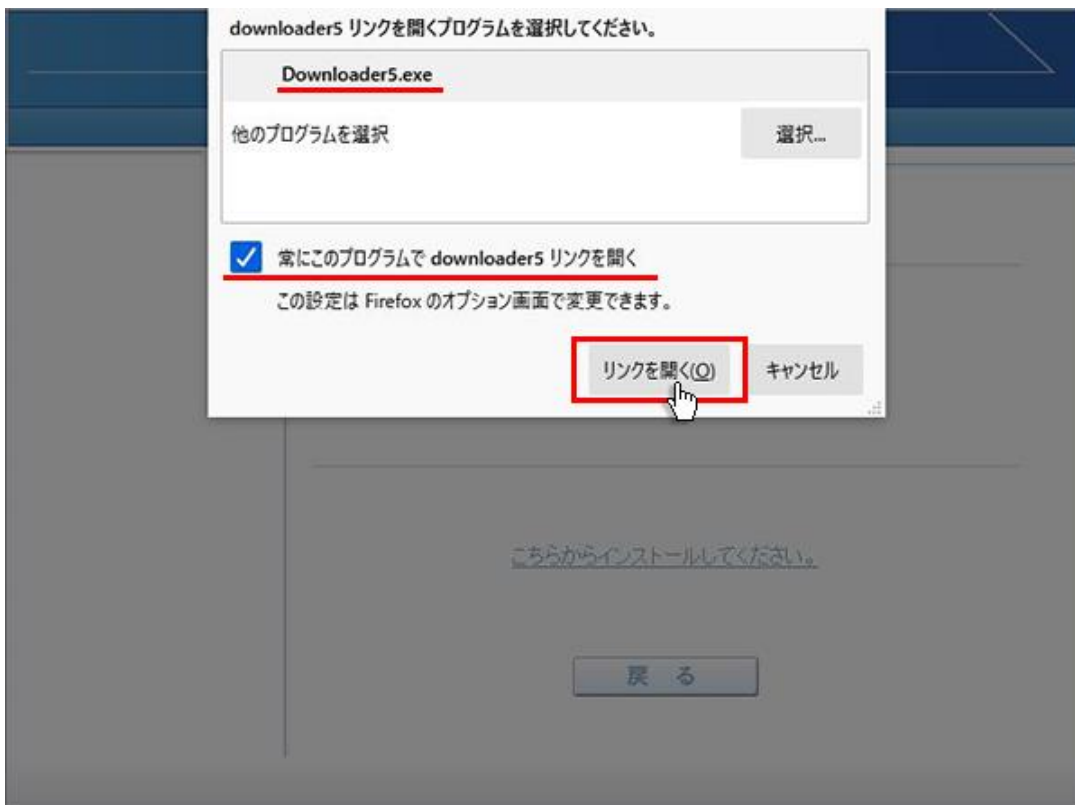 downloader5 リンクを開くプログラムを選択してください。
Downloader5.exe
他のプログラムを選択
選択...
常にこのプログラムで downloader5 リンクを開く
この設定は Firefox のオプション画面で変更できます。
リンクを開く(O)
キャンセル
こちらからインストールしてください。
戻 る